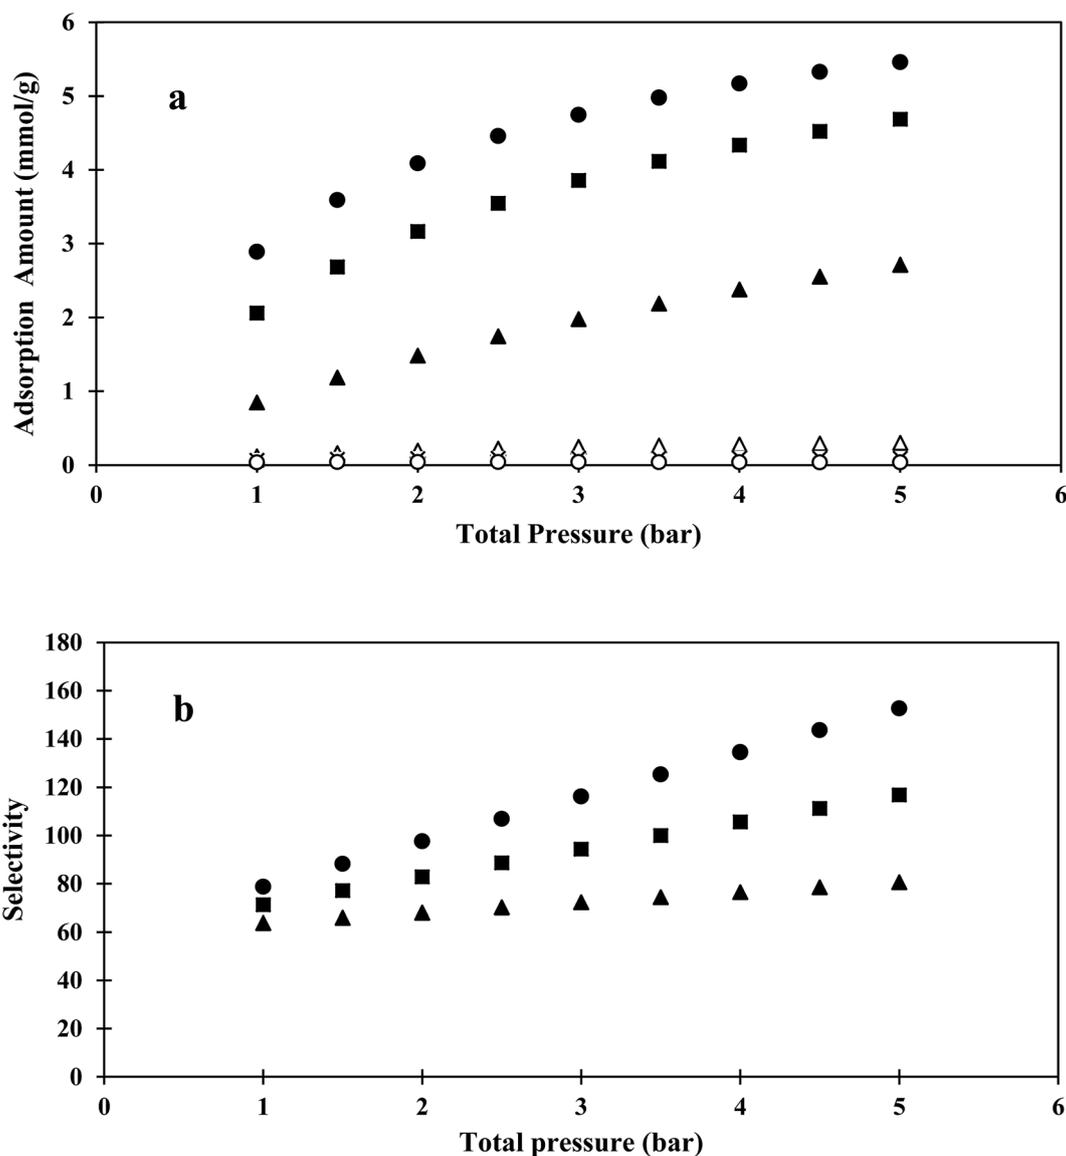 6
5
4
3
2
1
0
Adsorption Amount (mmol/g)
a
0 1 2 3 4 5 6
Total Pressure (bar)
180
160
140
120
100
80
60
40
20
0
Selectivity
b
0 1 2 3 4 5 6
Total pressure (bar)